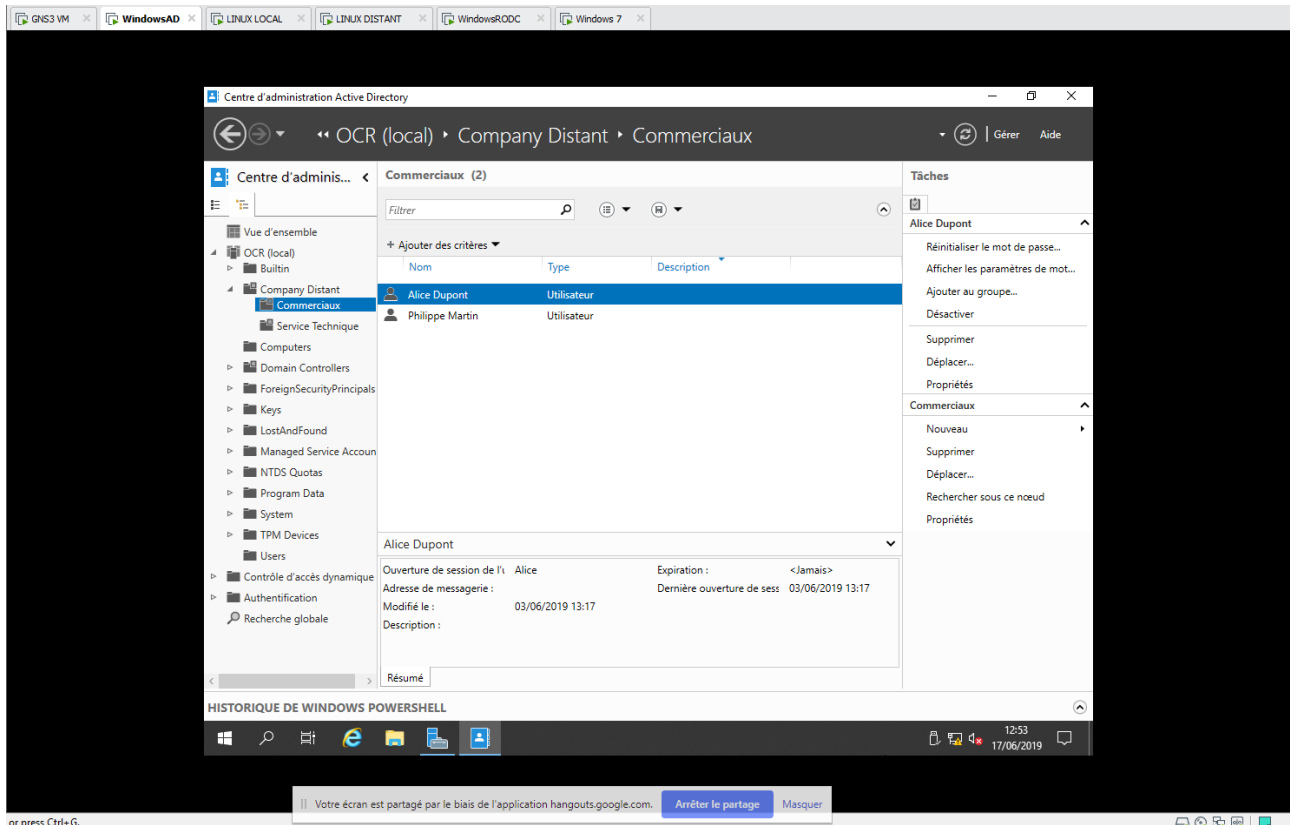 GNS3 VM WindowsAD LINUX LOCAL LINUX DISTANT WindowsRODC Windows 7
Centre d'administration Active Directory
OCR (local) Company Distant Commerciaux
Gérer Aide
Centre d'adminis...
Vue d'ensemble
OCR (local)
Builtin
Company Distant
Commerciaux
Service Technique
Computers
Domain Controllers
ForeignSecurityPrincipals
Keys
LostAndFound
Managed Service Accoun
NTDS Quotas
Program Data
System
TPM Devices
Users
Contrôle d'accès dynamique
Authentification
Recherche globale
Commerciaux (2)
Filtrer
+ Ajouter des critères
Nom Type Description
Alice Dupont Utilisateur
Philippe Martin Utilisateur
Alice Dupont
Ouverture de session de l'u Alice Expiration : <Jamais>
Adresse de messagerie : Dernière ouverture de sess 03/06/2019 13:17
Modifié le : 03/06/2019 13:17
Description :
Résumé
Tâches
Alice Dupont
Réinitialiser le mot de passe...
Afficher les paramètres de mot...
Ajouter au groupe...
Désactiver
Supprimer
Déplacer...
Propriétés
Commerciaux
Nouveau
Supprimer
Déplacer...
Rechercher sous ce nœud
Propriétés
HISTORIQUE DE WINDOWS POWERSHELL
12:53
17/06/2019
Votre écran est partagé par le biais de l'application hangouts.google.com. Arrêter le partage Masquer
or press Ctrl+G.